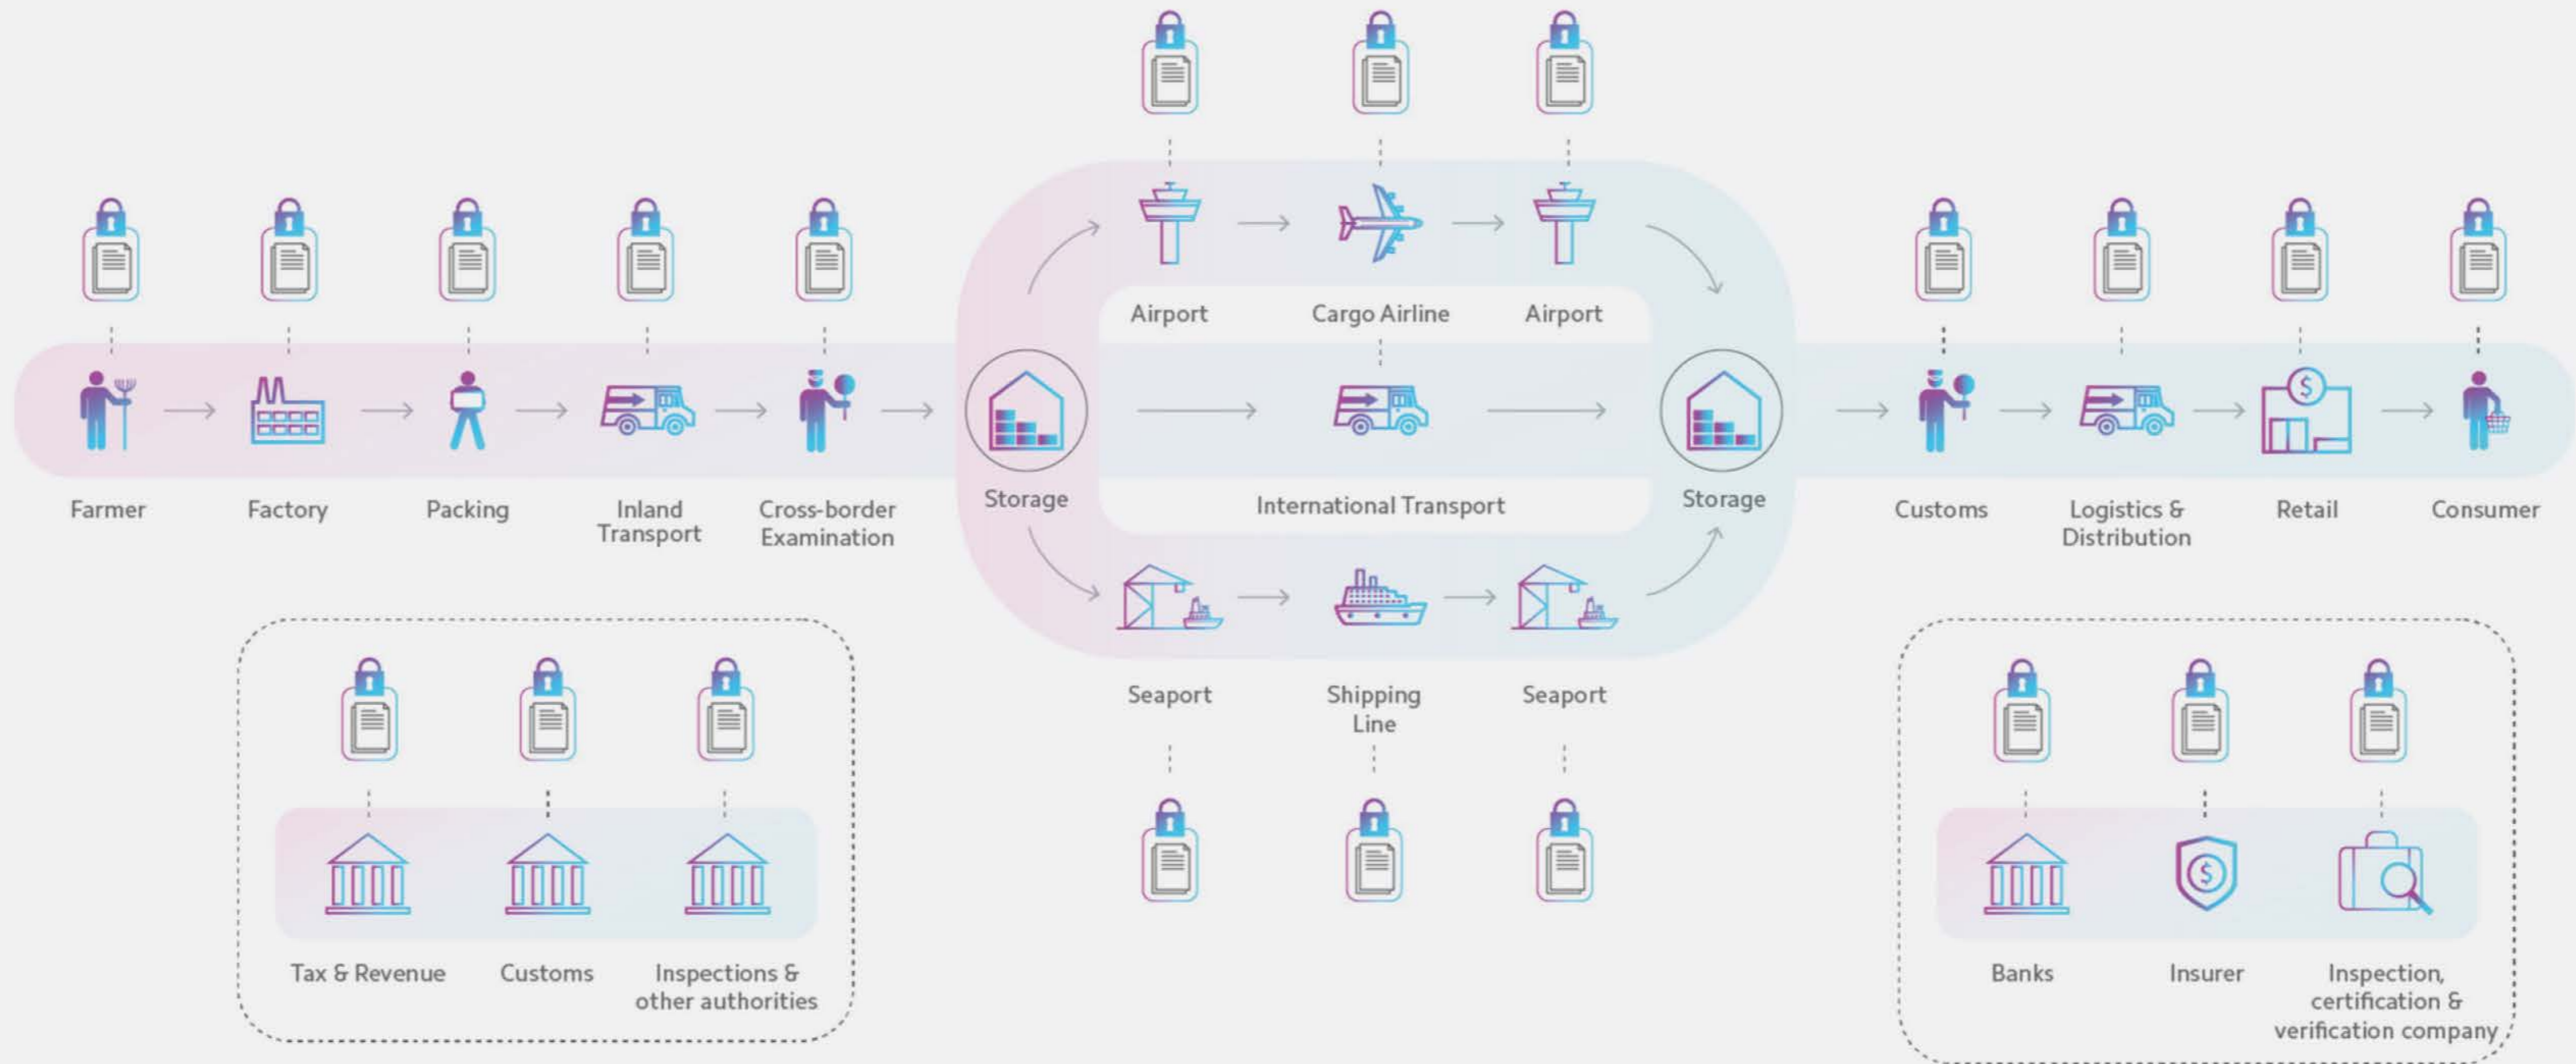 Airport
Cargo Airline
Airport
Farmer
Factory
Packing
Inland
Transport
Cross-border
Examination
Storage
International Transport
Storage
Customs
Logistics &
Distribution
Retail
Consumer
Seaport
Shipping
Line
Seaport
Tax & Revenue
Customs
Inspections &
other authorities
Banks
Insurer
Inspection,
certification &
verification company